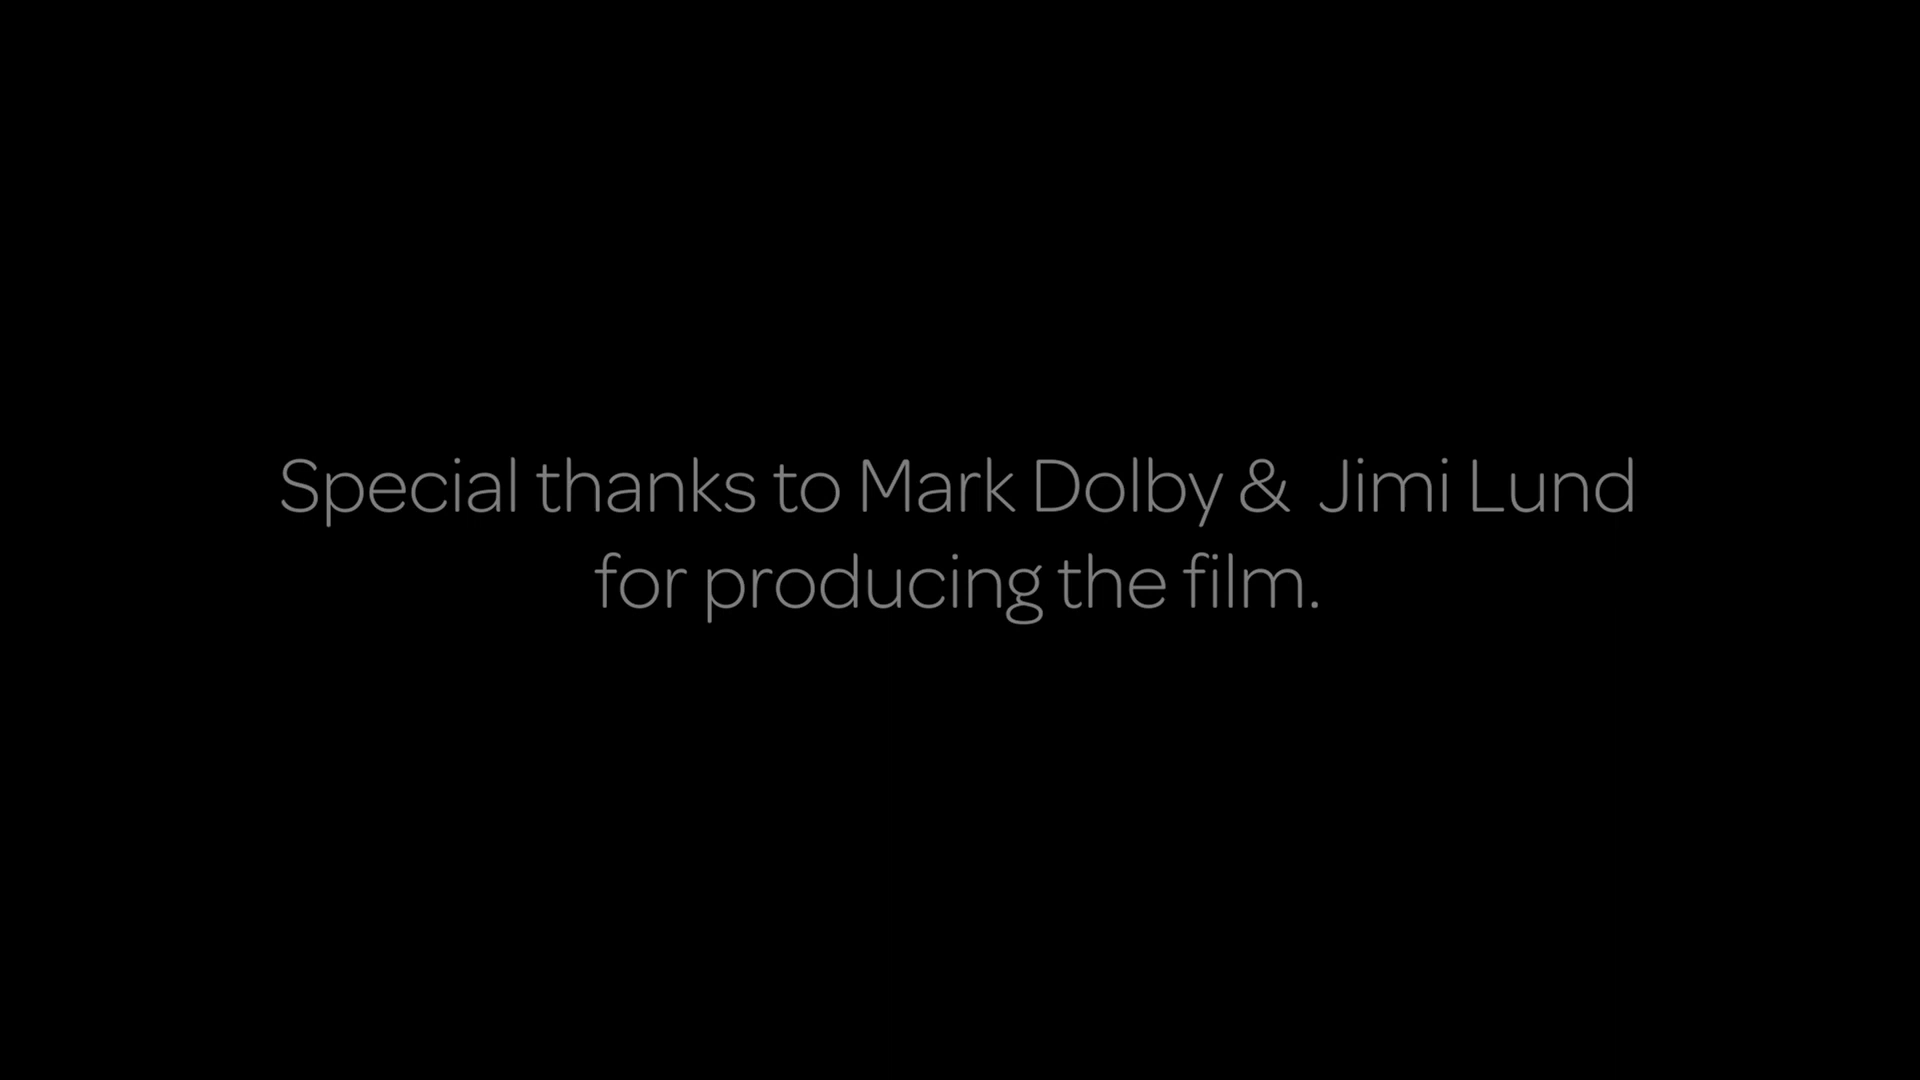 Special thanks to Mark Dolby &  Jimi Lund
for producing the film.